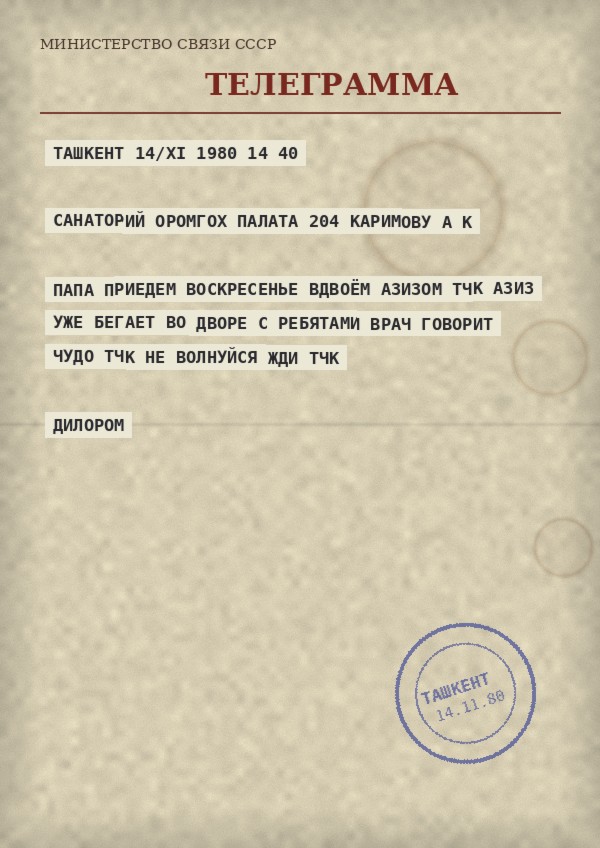 МИНИСТЕРСТВО СВЯЗИ СССР
ТЕЛЕГРАММА
ТАШКЕНТ 14/XI 1980 14 40
САНАТОРИЙ ОРОМГОХ ПАЛАТА 204 КАРИМОВУ А К
ПАПА ПРИЕДЕМ ВОСКРЕСЕНЬЕ ВДВОЁМ АЗИЗОМ ТЧК АЗИЗ
УЖЕ БЕГАЕТ ВО ДВОРЕ С РЕБЯТАМИ ВРАЧ ГОВОРИТ
ЧУДО ТЧК НЕ ВОЛНУЙСЯ ЖДИ ТЧК
ДИЛОРОМ
ТАШКЕНТ
14.11.80